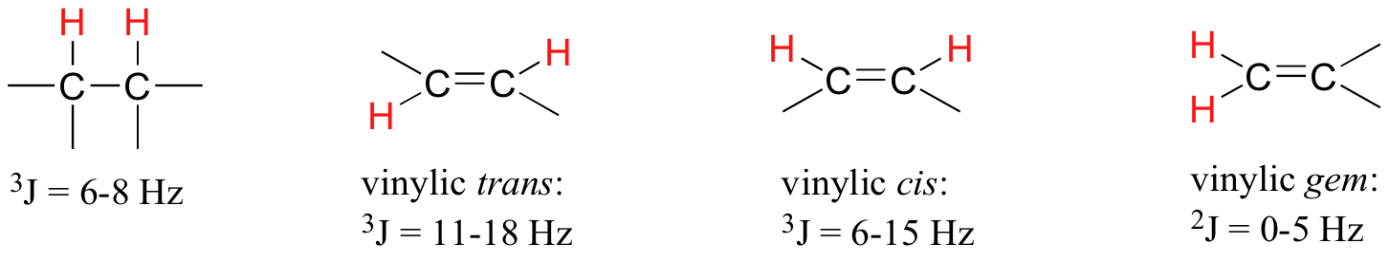 H H
C C
³J = 6-8 Hz
H
C C
H
vinylic trans:
³J = 11-18 Hz
H H
C C
vinylic cis:
³J = 6-15 Hz
H
C C
H
vinylic gem:
²J = 0-5 Hz